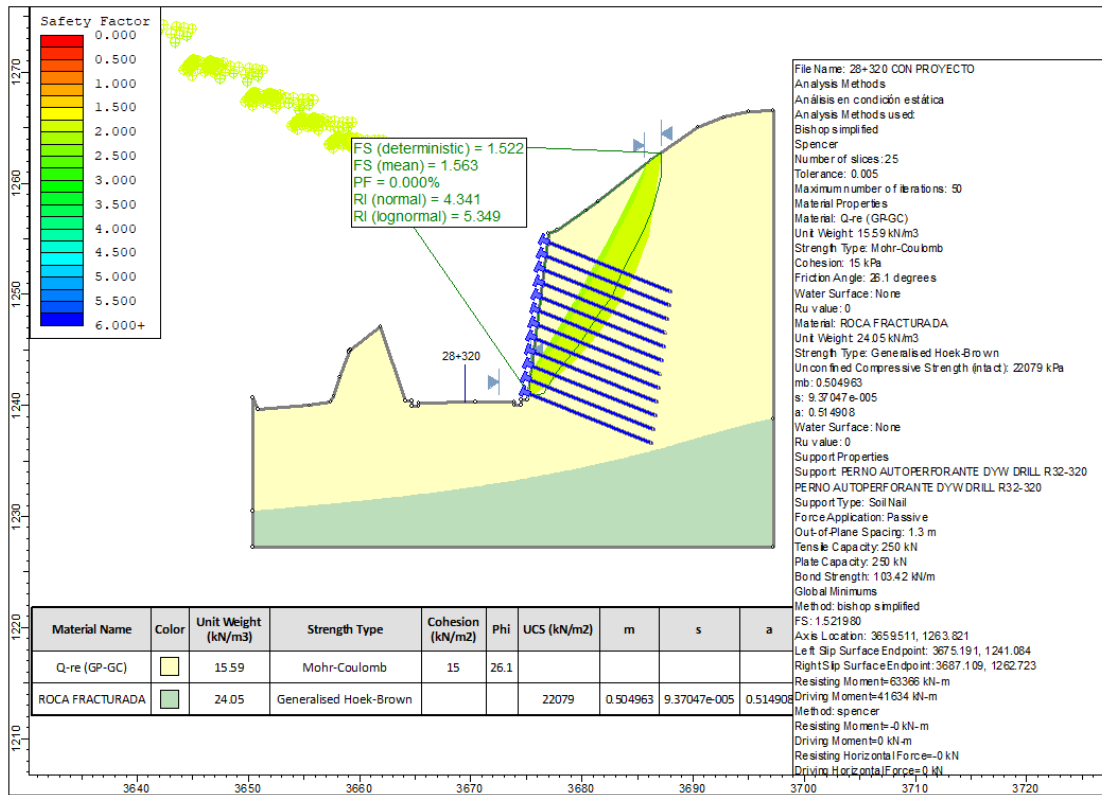 Safety Factor
0.000
0.500
1.000
1.500
2.000
2.500
3.000
3.500
4.000
4.500
5.000
5.500
6.000+
FS (deterministic) = 1.522
FS (mean) = 1.563
PF = 0.000%
RI (normal) = 4.341
RI (lognormal) = 5.349
28+320
File Name: 28+320 CON PROYECTO
Analysis Methods
Análisis en condición estática
Analysis Methods used:
Bishop simplified
Spencer
Number of slices: 25
Tolerance: 0.005
Maximum number of iterations: 50
Material Properties
Material: Q-re (GP-GC)
Unit Weight: 15.59 kN/m3
Strength Type: Mohr-Coulomb
Cohesion: 15 kPa
Friction Angle: 26.1 degrees
Water Surface: None
Ru value: 0
Material: ROCA FRACTURADA
Unit Weight: 24.05 kN/m3
Strength Type: Generalised Hoek-Brown
Unconfined Compressive Strength (intact): 22079 kPa
mb: 0.504963
s: 9.37047e-005
a: 0.514908
Water Surface: None
Ru value: 0
Support Properties
Support: PERNO AUTOPERFORANTE DYW DRILL R32-320
PERNO AUTOPERFORANTE DYW DRILL R32-320
Support Type: Soil Nail
Force Application: Passive
Out-of-Plane Spacing: 1.3 m
Tensile Capacity: 250 kN
Plate Capacity: 250 kN
Bond Strength: 103.42 kN/m
Global Minimums
Method: bishop simplified
FS: 1.521980
Axis Location: 3659.511, 1263.821
Left Slip Surface Endpoint: 3675.191, 1241.084
Right Slip Surface Endpoint: 3687.109, 1262.723
Resisting Moment=63366 kN-m
Driving Moment=41634 kN-m
Method: spencer
Resisting Moment=-0 kN-m
Driving Moment=0 kN-m
Resisting Horizontal Force=-0 kN
Driving Horizontal Force=0 kN
Material Name Color Unit Weight (kN/m3) Strength Type Cohesion (kN/m2) Phi UCS (kN/m2) m s a
Q-re (GP-GC) 15.59 Mohr-Coulomb 15 26.1
ROCA FRACTURADA 24.05 Generalised Hoek-Brown 22079 0.504963 9.37047e-005 0.514908
1270
1260
1250
1240
1230
1220
1210
3640 3650 3660 3670 3680 3690 3700 3710 3720